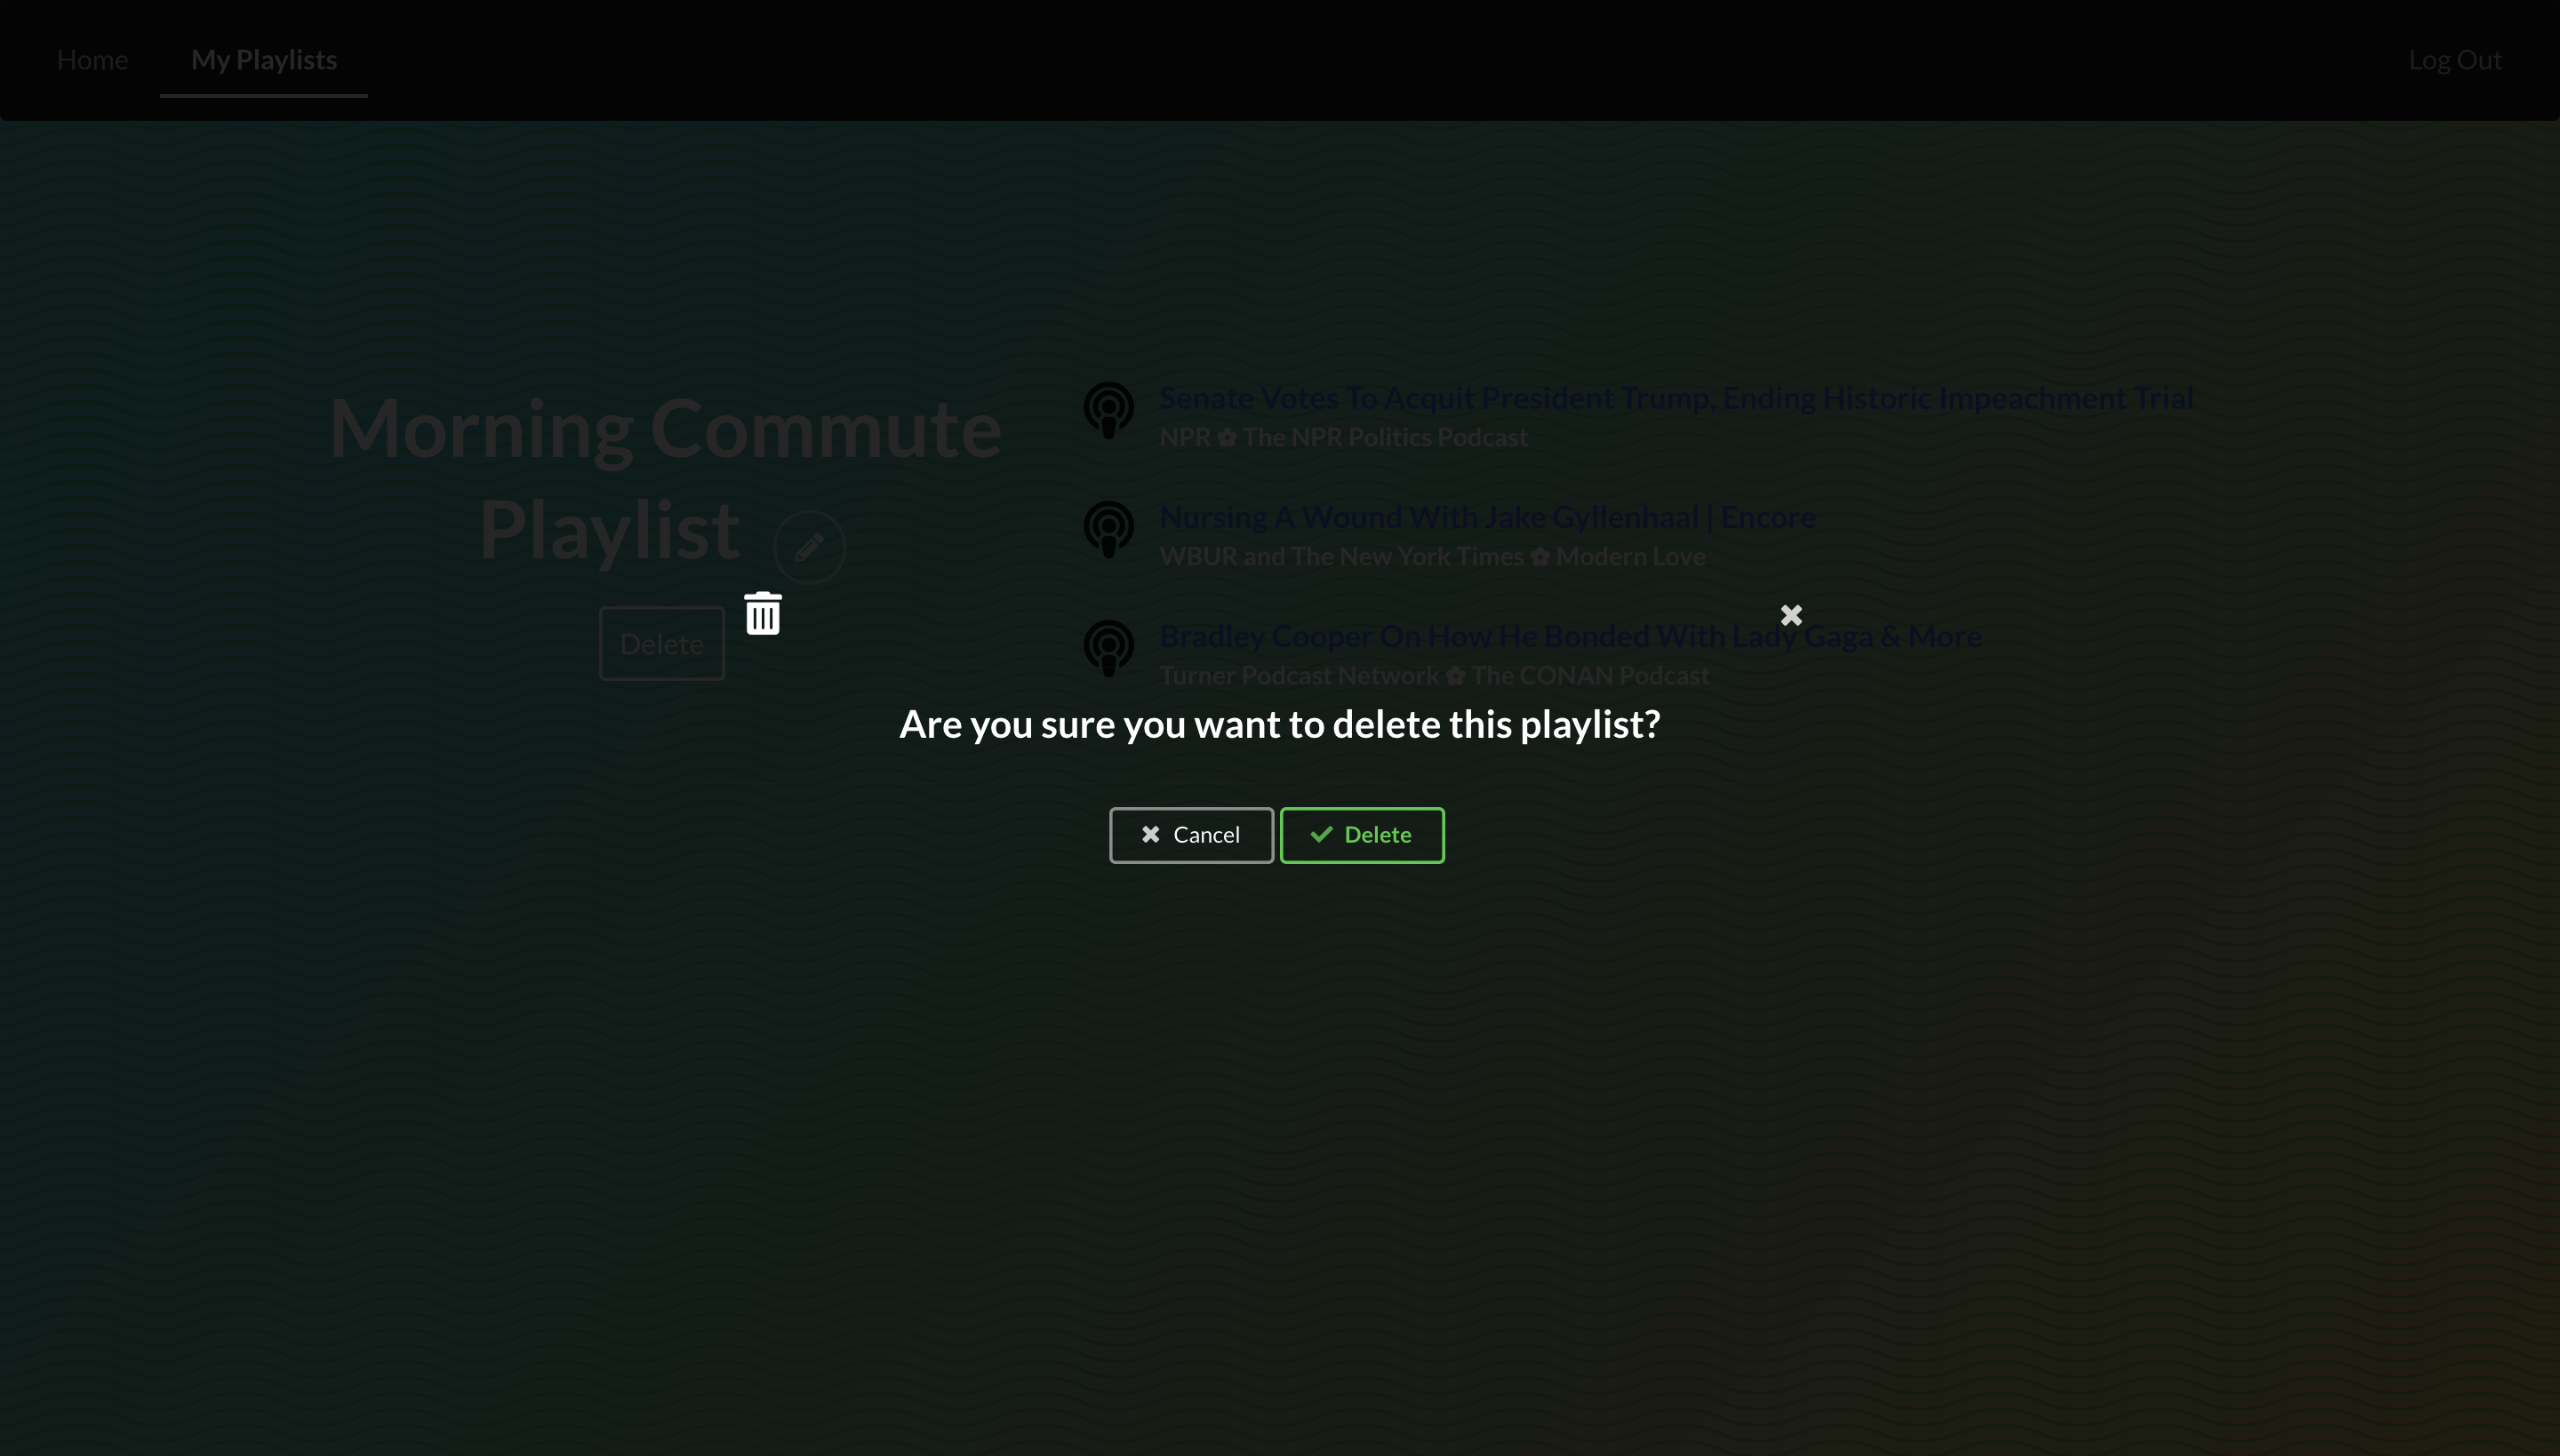 Home
My Playlists
Log Out
Morning Commute
Playlist
Delete
Senate Votes To Acquit President Trump, Ending Historic Impeachment Trial
NPR ✿ The NPR Politics Podcast
Nursing A Wound With Jake Gyllenhaal | Encore
WBUR and The New York Times ✿ Modern Love
Bradley Cooper On How He Bonded With Lady Gaga & More
Turner Podcast Network ✿ The CONAN Podcast
Are you sure you want to delete this playlist?
Cancel
Delete